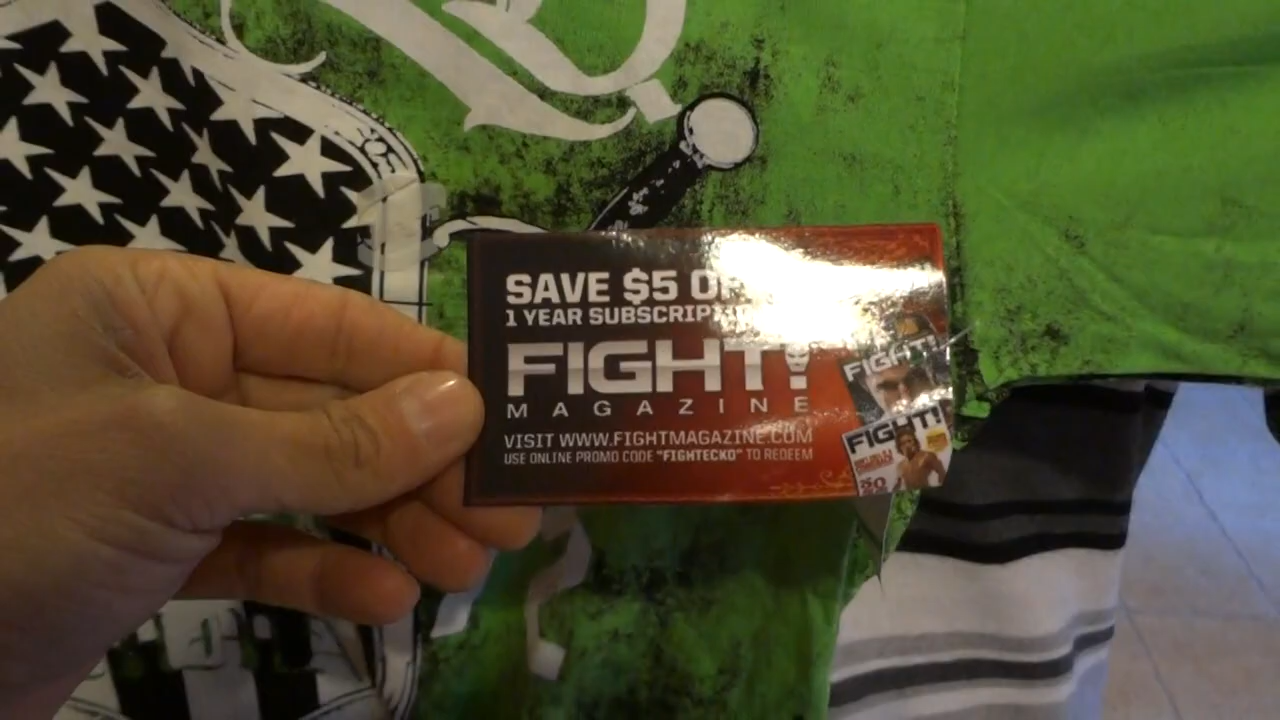 SAVE $5
1 YEAR
FIGHT!
MAGAZINE
VISIT WWW.FIGHTMAGAZINE.COM
USE ONLINE PROMO CODE "FIGHTECKO" TO REDEEM
FIGHT!
FIGHT!
30